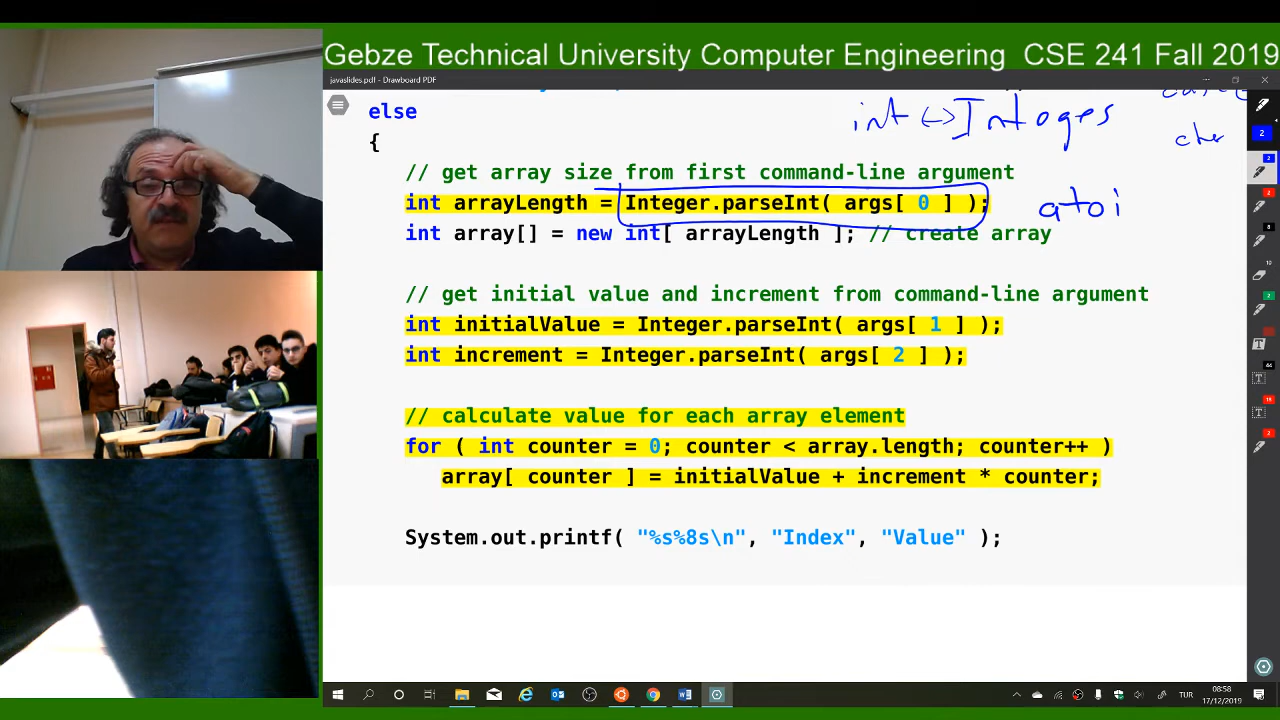 Gebze Technical University Computer Engineering CSE 241 Fall 2019
javaslides.pdf - Drawboard PDF
else
int <-> Integes
{
cher
// get array size from first command-line argument
int arrayLength = Integer.parseInt( args[ 0 ] );
atoi
int array[] = new int[ arrayLength ]; // create array
// get initial value and increment from command-line argument
int initialValue = Integer.parseInt( args[ 1 ] );
int increment = Integer.parseInt( args[ 2 ] );
// calculate value for each array element
for ( int counter = 0; counter < array.length; counter++ )
array[ counter ] = initialValue + increment * counter;
System.out.printf( "%s%8s\n", "Index", "Value" );
TUR
08:58
17/12/2019